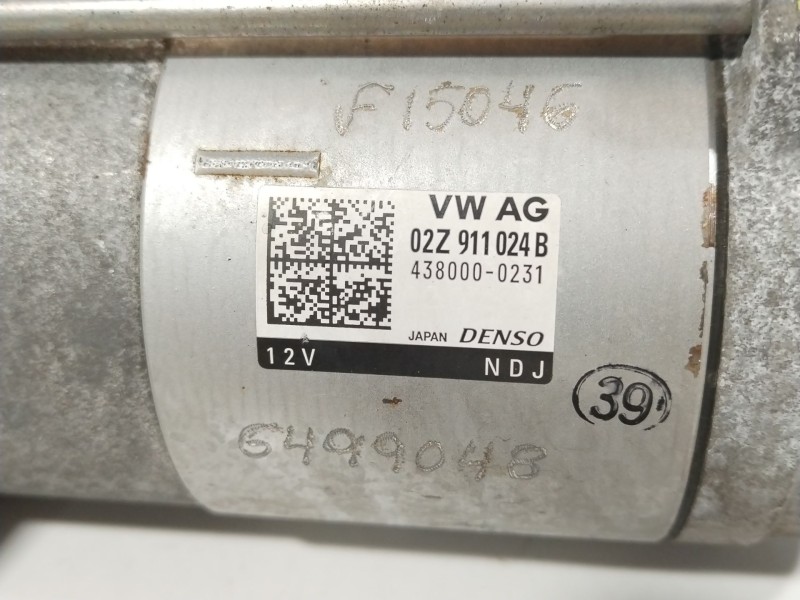 F15046
VW AG
02Z 911 024 B
438000-0231
JAPAN DENSO
12V NDJ
39
6499048